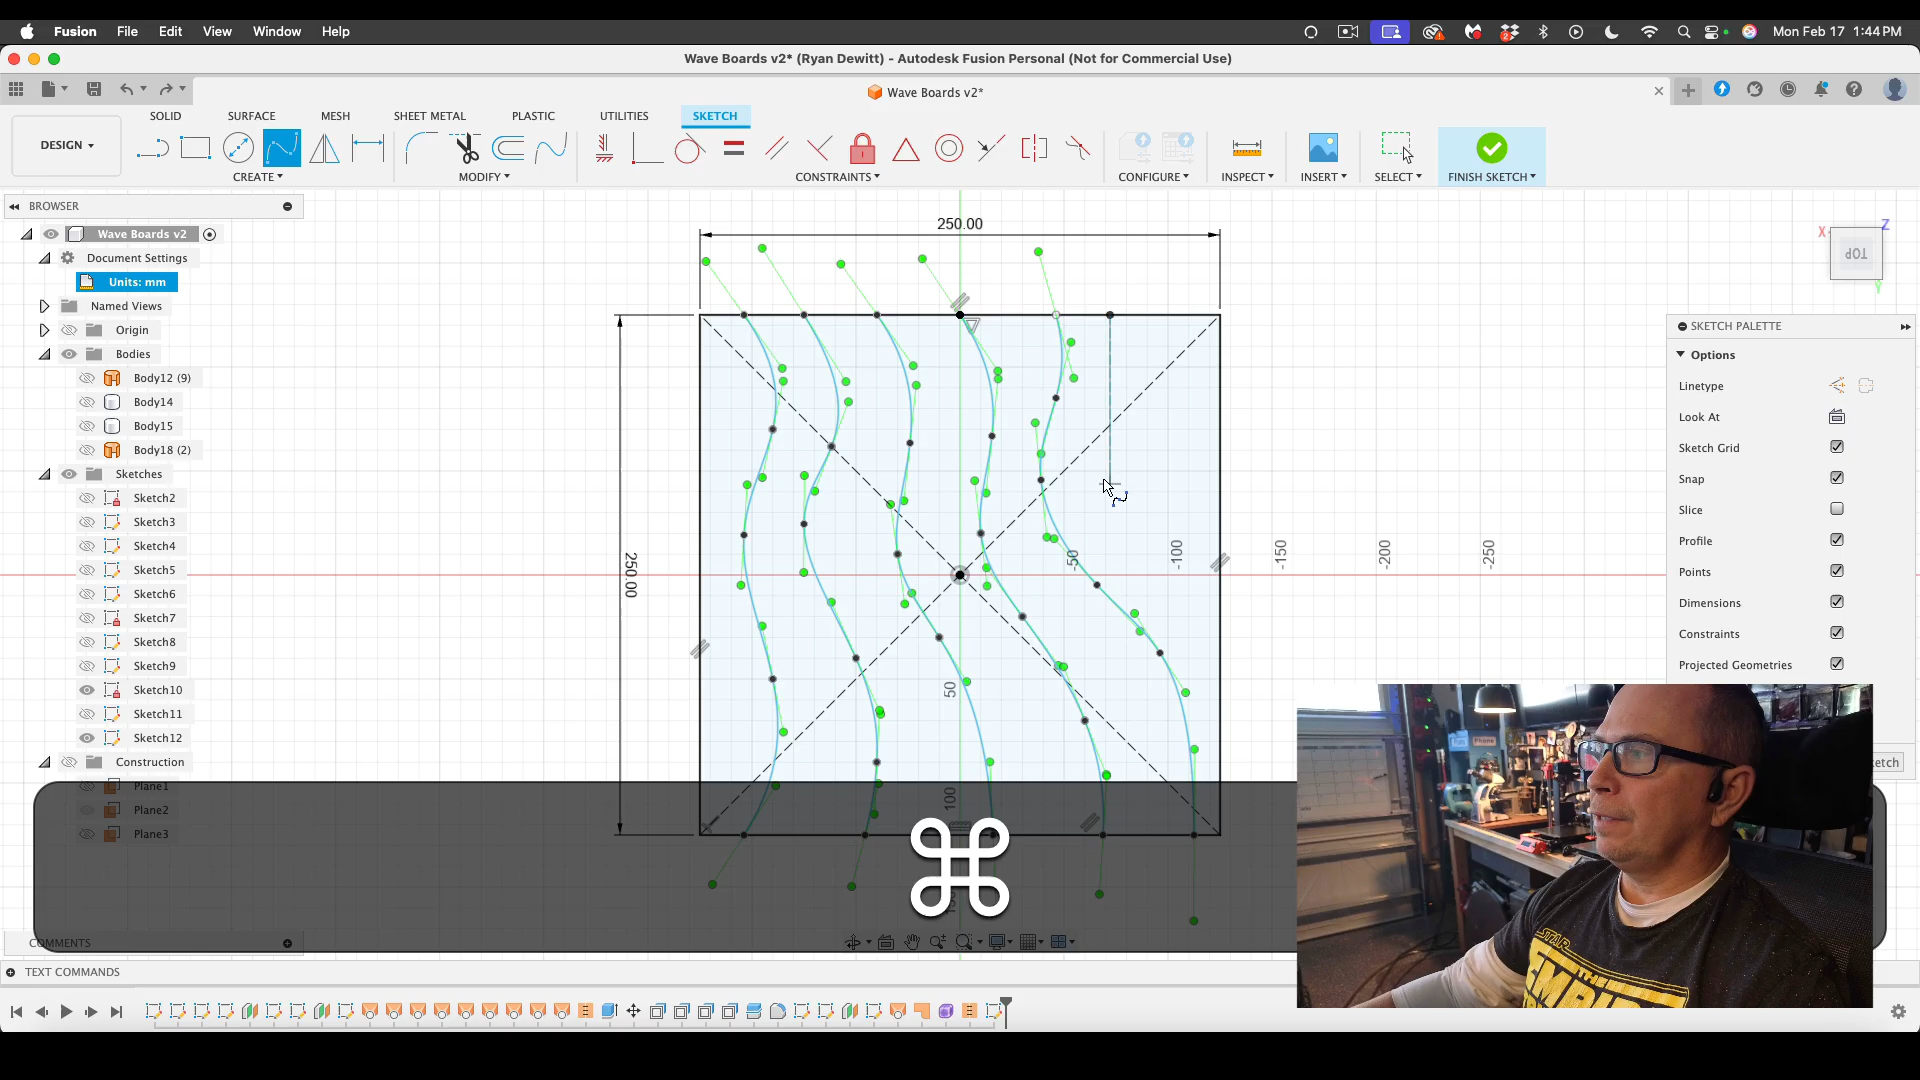 Fusion File Edit View Window Help
2
Mon Feb 17 1:44 PM
Wave Boards v2* (Ryan Dewitt) - Autodesk Fusion Personal (Not for Commercial Use)
Wave Boards v2*
SOLID SURFACE MESH SHEET METAL PLASTIC UTILITIES SKETCH
DESIGN
CREATE MODIFY CONSTRAINTS CONFIGURE INSPECT INSERT SELECT FINISH SKETCH
BROWSER
Wave Boards v2
Document Settings
Units: mm
Named Views
Origin
Bodies
Body12 (9)
Body14
Body15
Body18 (2)
Sketches
Sketch2
Sketch3
Sketch4
Sketch5
Sketch6
Sketch7
Sketch8
Sketch9
Sketch10
Sketch11
Sketch12
Construction
Plane1
Plane2
Plane3
250.00
250.00
-50
-100
-150
-200
-250
50
100
X
Z
TOP
Y
SKETCH PALETTE
Options
Linetype
Look At
Sketch Grid
Snap
Slice
Profile
Points
Dimensions
Constraints
Projected Geometries
etch
⌘
STAR
EMPIRE
COMMENTS
TEXT COMMANDS